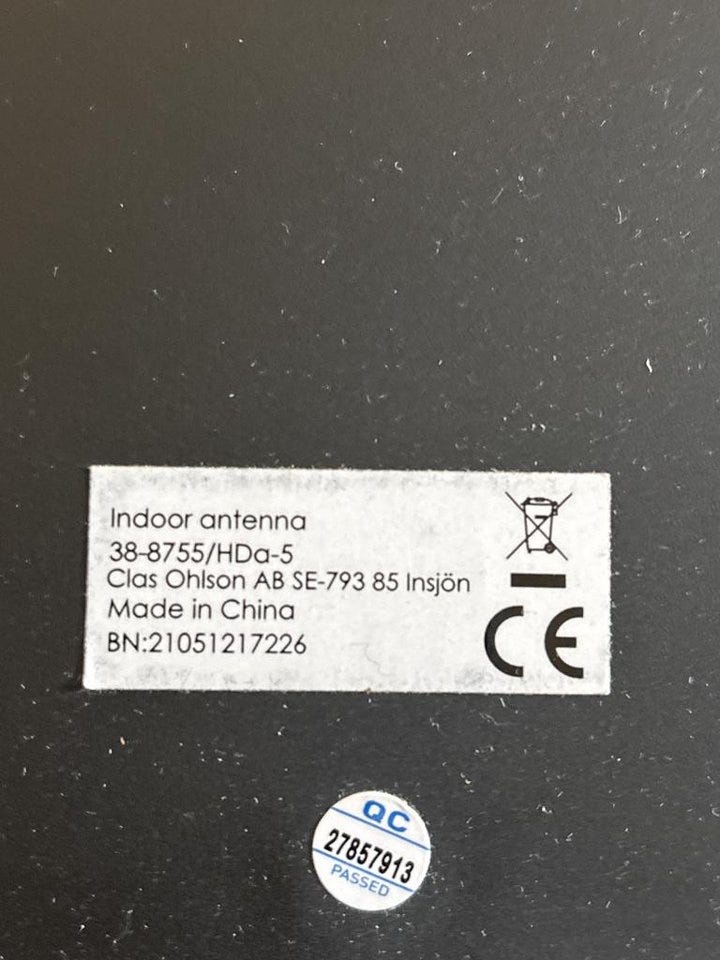 Indoor antenna
38-8755/HDa-5
Clas Ohlson AB SE-793 85 Insjön
Made in China
BN:21051217226
CE
QC
27857913
PASSED